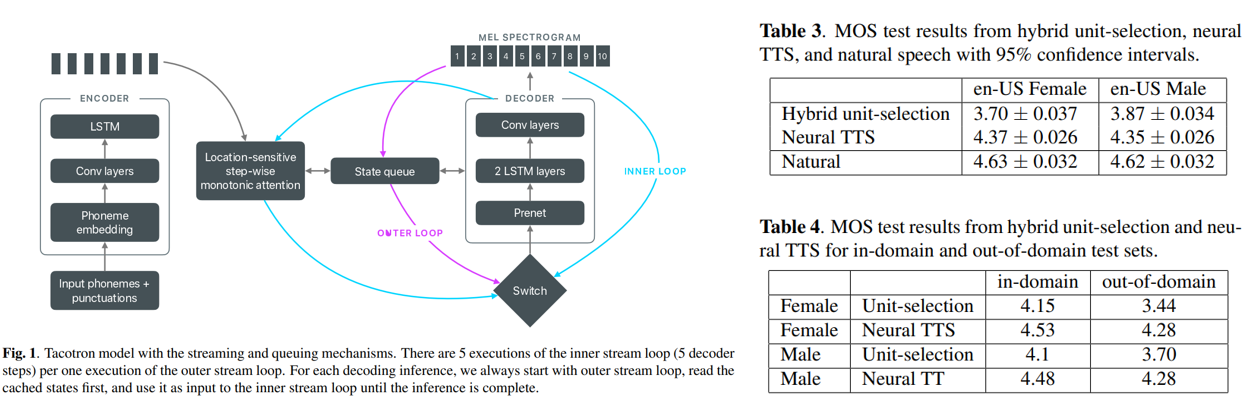 MEL SPECTROGRAM
1 2 3 4 5 6 7 8 9 10
ENCODER
LSTM
Conv layers
Phoneme
embedding
Input phonemes +
punctuations
Location-sensitive
step-wise
monotonic attention
State queue
DECODER
Conv layers
2 LSTM layers
Prenet
INNER LOOP
OUTER LOOP
Switch
Fig. 1. Tacotron model with the streaming and queuing mechanisms. There are 5 executions of the inner stream loop (5 decoder
steps) per one execution of the outer stream loop. For each decoding inference, we always start with outer stream loop, read the
cached states first, and use it as input to the inner stream loop until the inference is complete.
Table 3. MOS test results from hybrid unit-selection, neural
TTS, and natural speech with 95% confidence intervals.
en-US Female en-US Male
Hybrid unit-selection 3.70 ± 0.037 3.87 ± 0.034
Neural TTS 4.37 ± 0.026 4.35 ± 0.026
Natural 4.63 ± 0.032 4.62 ± 0.032
Table 4. MOS test results from hybrid unit-selection and neu-
ral TTS for in-domain and out-of-domain test sets.
in-domain out-of-domain
Female Unit-selection 4.15 3.44
Female Neural TTS 4.53 4.28
Male Unit-selection 4.1 3.70
Male Neural TT 4.48 4.28